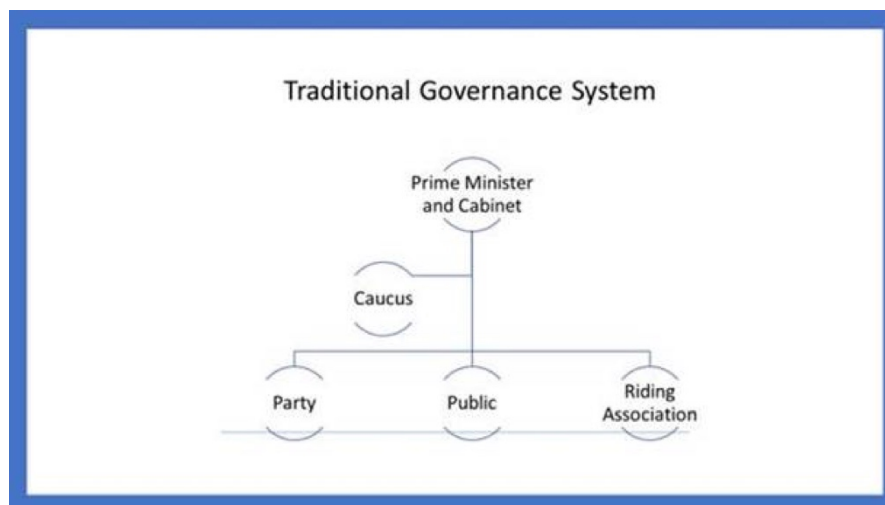 Traditional Governance System
Prime Minister
and Cabinet
Caucus
Party
Public
Riding
Association